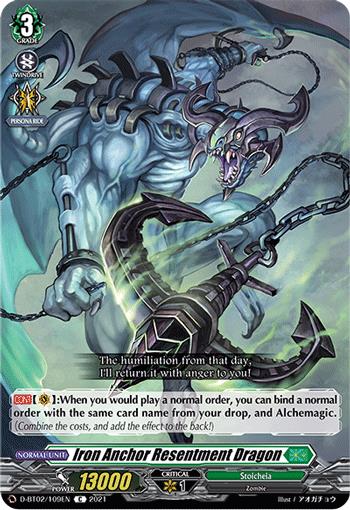 3
GRADE
TWINDRIVE
PERSONA RIDE
The humiliation from that day,
I'll return it with anger to you!
CONT :When you would play a normal order, you can bind a normal
order with the same card name from your drop, and Alchemagic.
(Combine the costs, and add the effect to the back!)
NORMAL UNIT Iron Anchor Resentment Dragon
POWER 13000 CRITICAL 1 Stoicheia
Zombie
D-BT02/109EN C 2021 Illust / アオガチョウ